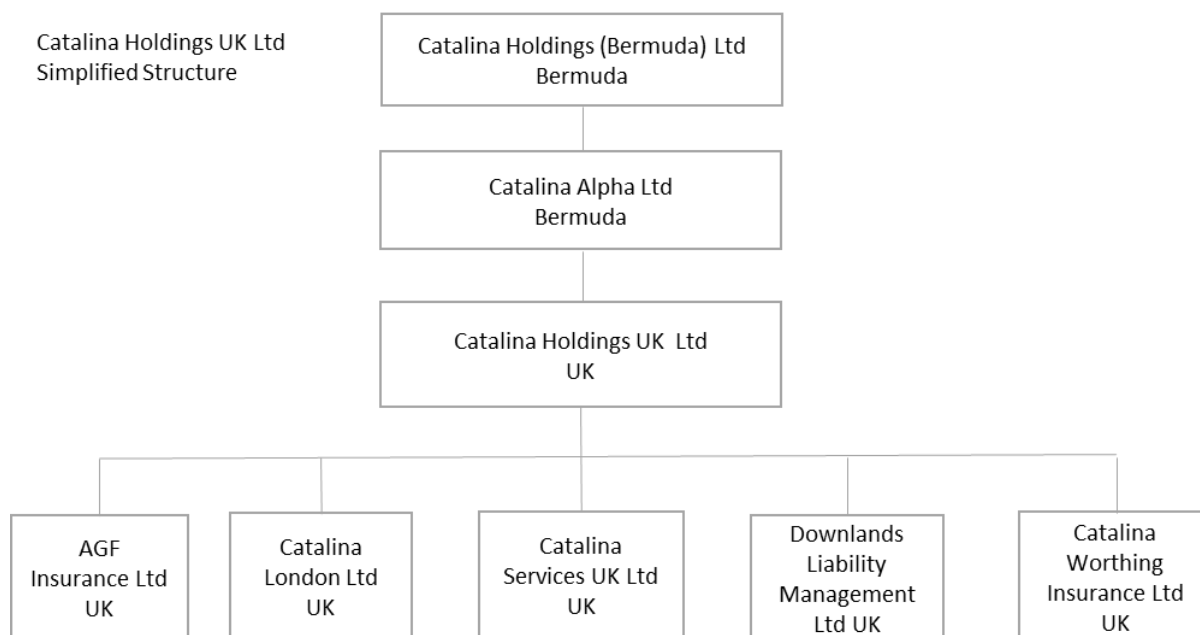 Catalina Holdings UK Ltd
Simplified Structure
Catalina Holdings (Bermuda) Ltd
Bermuda
Catalina Alpha Ltd
Bermuda
Catalina Holdings UK Ltd
UK
AGF
Insurance Ltd
UK
Catalina
London Ltd
UK
Catalina
Services UK Ltd
UK
Downlands
Liability
Management
Ltd UK
Catalina
Worthing
Insurance Ltd
UK